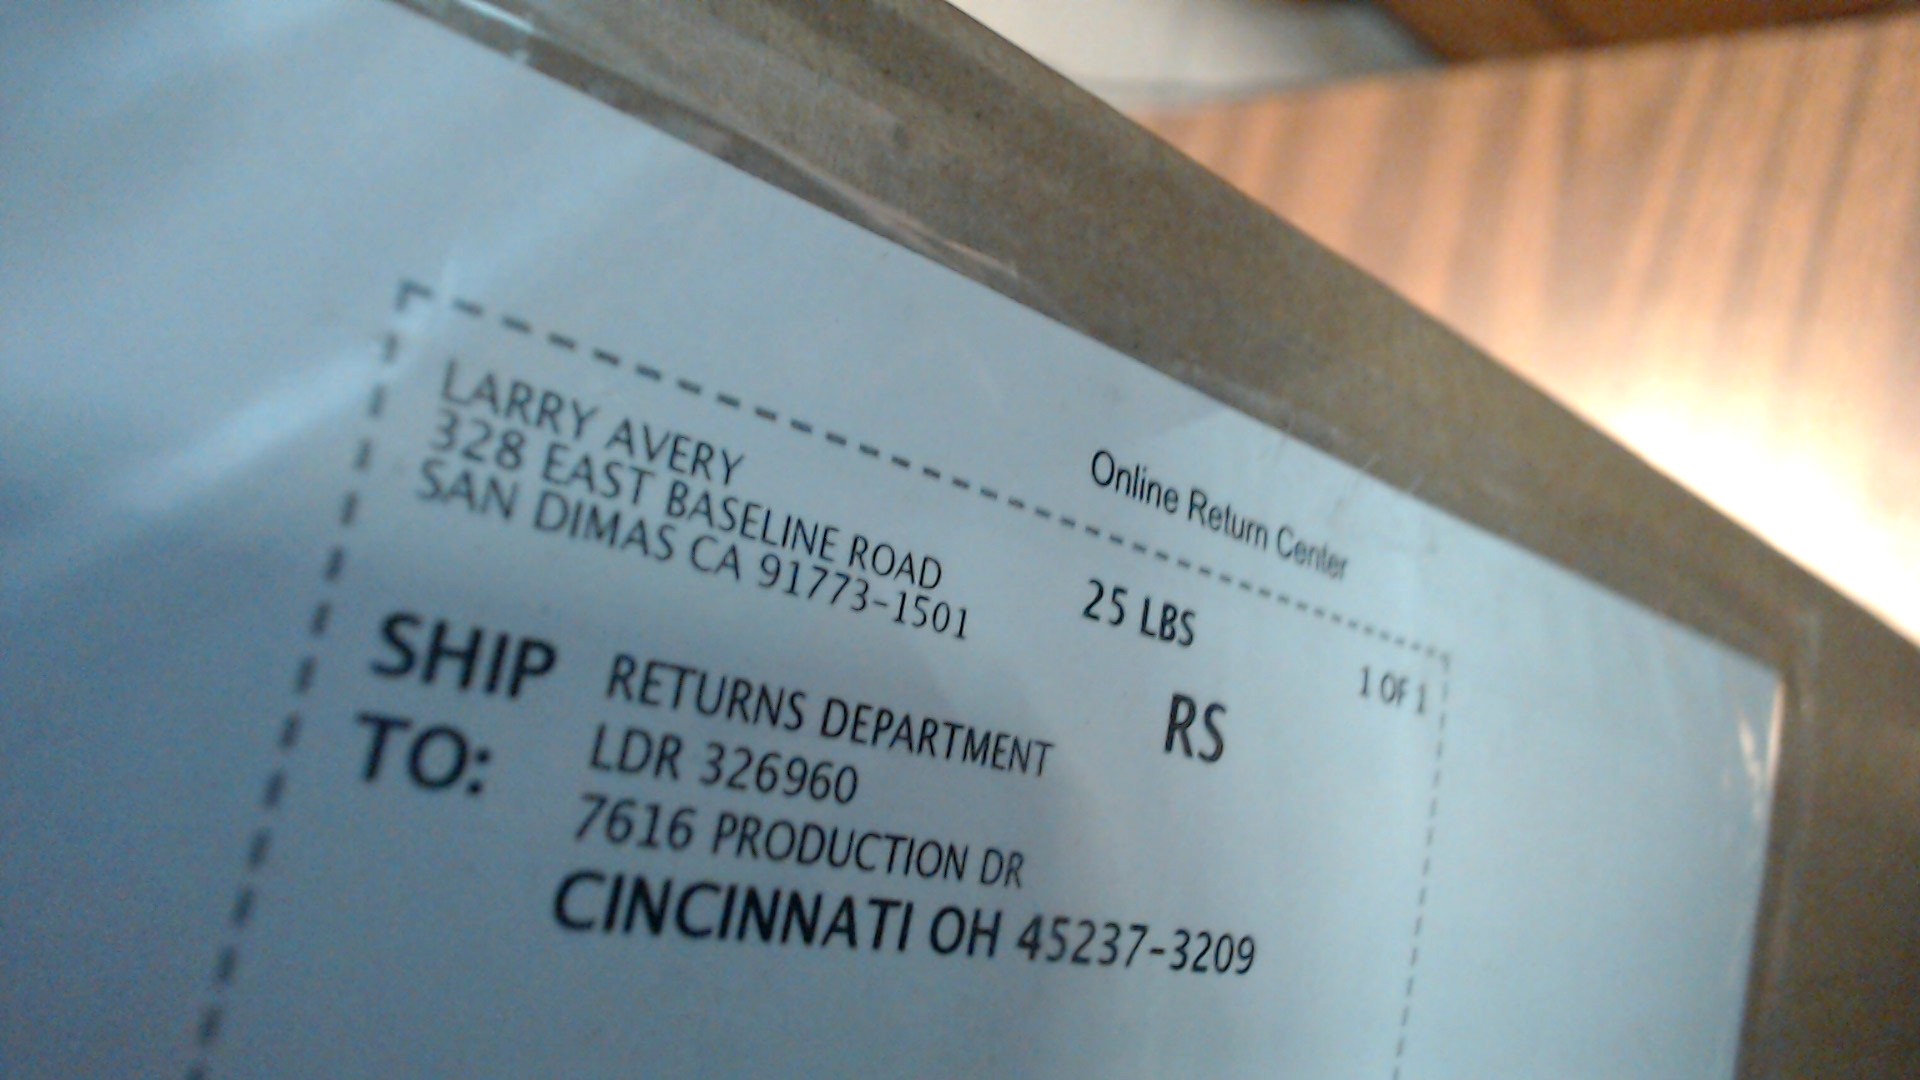 Online Return Center
LARRY AVERY
328 EAST BASELINE ROAD
SAN DIMAS CA 91773-1501
25 LBS
1 OF 1
RS
SHIP TO:
RETURNS DEPARTMENT
LDR 326960
7616 PRODUCTION DR
CINCINNATI OH 45237-3209